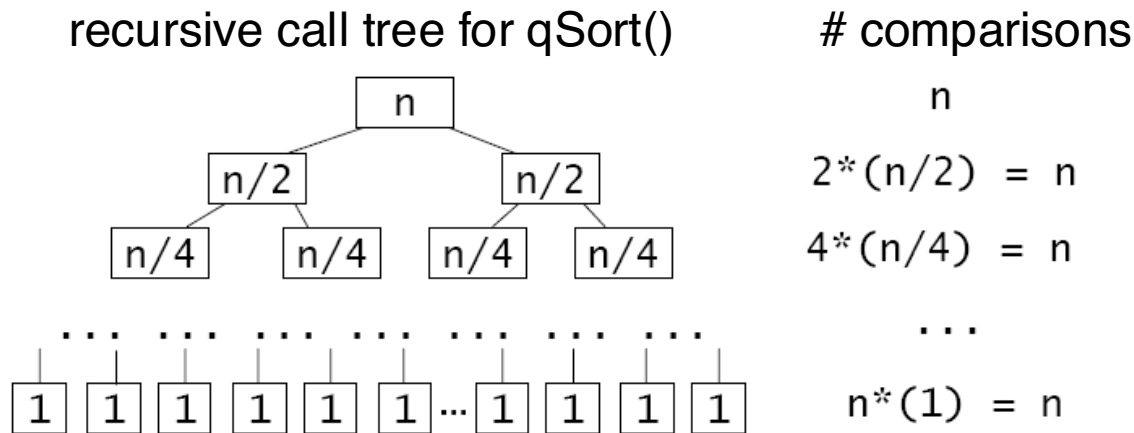 recursive call tree for qSort() # comparisons
n n
n/2 n/2 2*(n/2) = n
n/4 n/4 n/4 n/4 4*(n/4) = n
... ... ... ... ... ... ... ...
1 1 1 1 1 1 ... 1 1 1 1 n*(1) = n